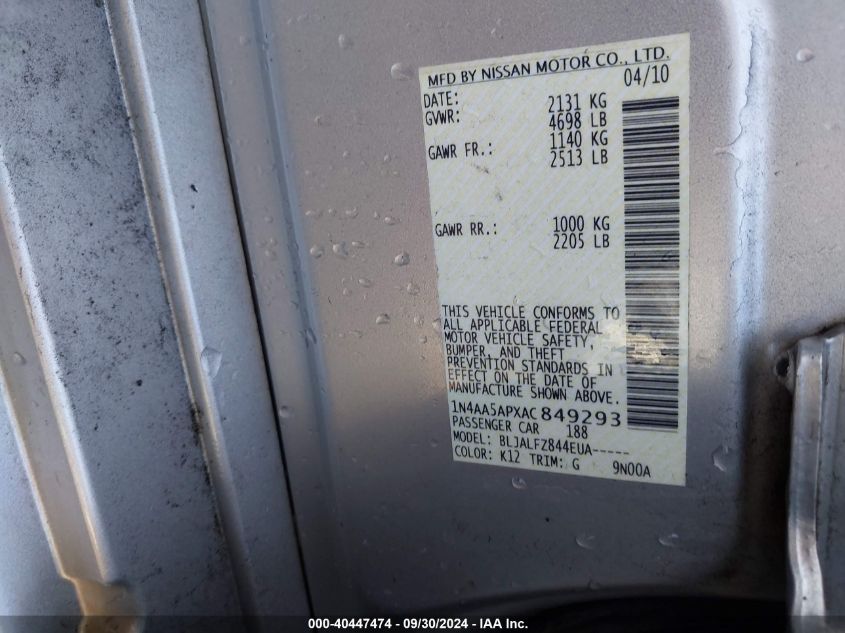 MFD BY NISSAN MOTOR CO., LTD.
DATE: 04/10
GVWR: 2131 KG
4698 LB
GAWR FR.: 1140 KG
2513 LB
GAWR RR.: 1000 KG
2205 LB
THIS VEHICLE CONFORMS TO
ALL APPLICABLE FEDERAL
MOTOR VEHICLE SAFETY,
BUMPER, AND THEFT
PREVENTION STANDARDS IN
EFFECT ON THE DATE OF
MANUFACTURE SHOWN ABOVE.
1N4AA5APXAC849293
PASSENGER CAR 188
MODEL: BLJALFZ844EUA-----
COLOR: K12 TRIM: G 9N00A
000-40447474 - 09/30/2024 - IAA Inc.